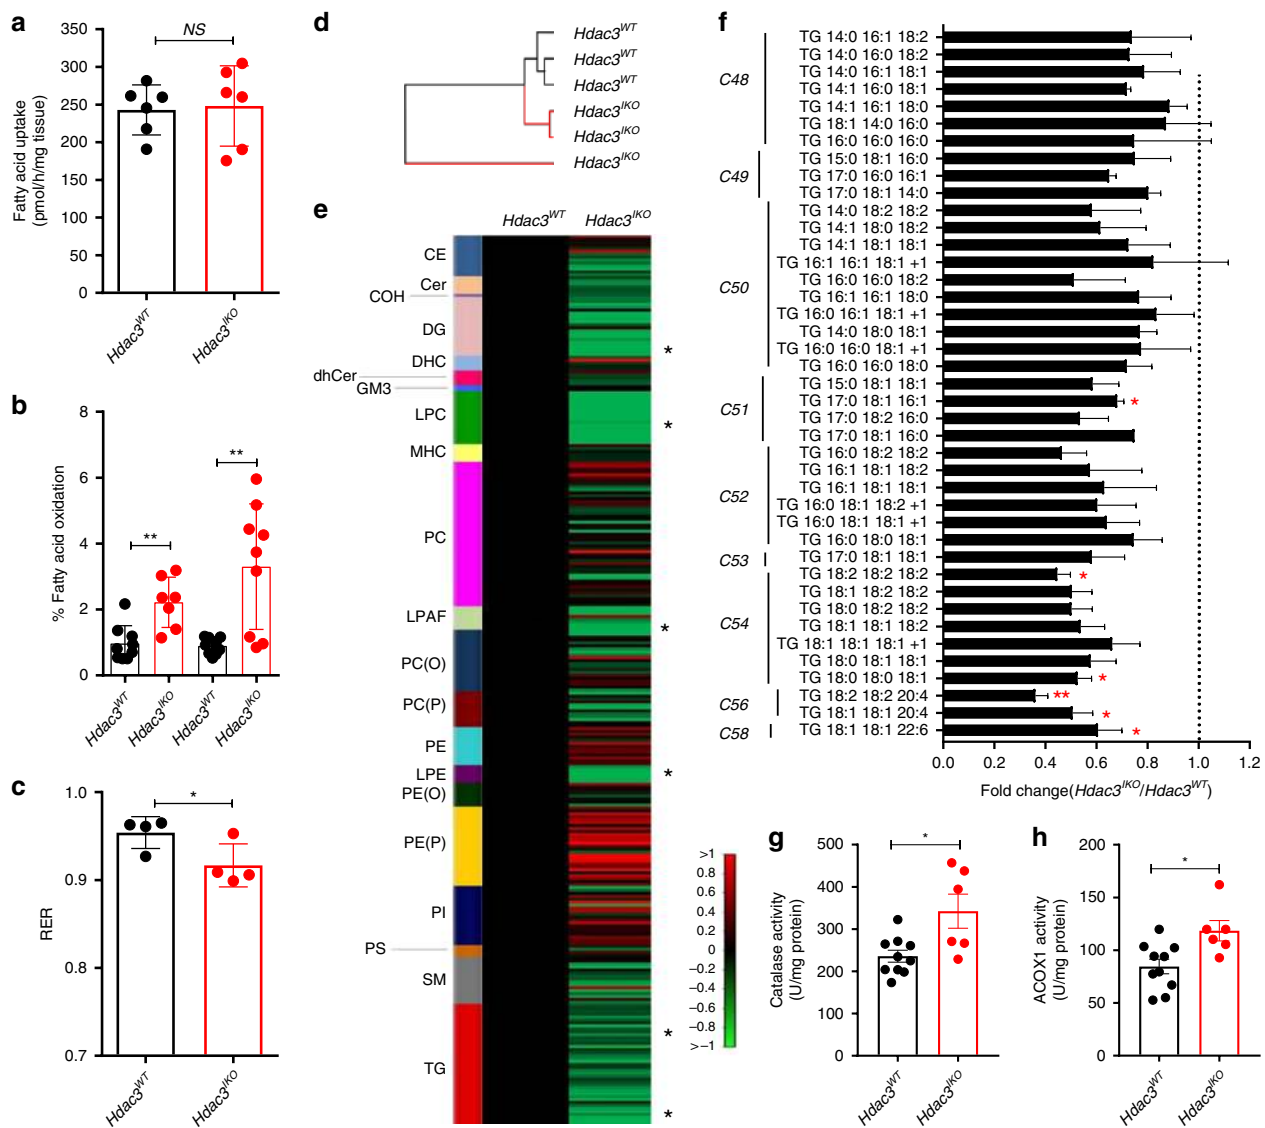 a
NS
Fatty acid uptake
(pmol/h/mg tissue)
350
300
250
200
150
100
50
0
Hdac3WT
Hdac3IKO
b
% Fatty acid oxidation
8
6
4
2
0
**
**
Hdac3WT
Hdac3IKO
Hdac3WT
Hdac3IKO
c
RER
1.0
0.9
0.8
0.7
*
Hdac3WT
Hdac3IKO
d
Hdac3WT
Hdac3WT
Hdac3WT
Hdac3IKO
Hdac3IKO
Hdac3IKO
e
Hdac3WT Hdac3IKO
CE
Cer
COH
DG
*
DHC
dhCer
GM3
LPC
*
MHC
PC
LPAF
*
PC(O)
PC(P)
PE
LPE
*
PE(O)
PE(P)
PI
PS
SM
TG
*
*
>1
0.8
0.6
0.4
0.2
0
−0.2
−0.4
−0.6
−0.8
>−1
f
C48
TG 14:0 16:1 18:2
TG 14:0 16:0 18:2
TG 14:0 16:1 18:1
TG 14:1 16:0 18:1
TG 14:1 16:1 18:0
TG 18:1 14:0 16:0
TG 16:0 16:0 16:0
C49
TG 15:0 18:1 16:0
TG 17:0 16:0 16:1
TG 17:0 18:1 14:0
C50
TG 14:0 18:2 18:2
TG 14:1 18:0 18:2
TG 14:1 18:1 18:1
TG 16:1 16:1 18:1 +1
TG 16:0 16:0 18:2
TG 16:1 16:1 18:0
TG 16:0 16:1 18:1 +1
TG 14:0 18:0 18:1
TG 16:0 16:0 18:1 +1
TG 16:0 16:0 18:0
C51
TG 15:0 18:1 18:1
TG 17:0 18:1 16:1 *
TG 17:0 18:2 16:0
TG 17:0 18:1 16:0
C52
TG 16:0 18:2 18:2
TG 16:1 18:1 18:2
TG 16:1 18:1 18:1
TG 16:0 18:1 18:2 +1
TG 16:0 18:1 18:1 +1
TG 16:0 18:0 18:1
C53
TG 17:0 18:1 18:1
C54
TG 18:2 18:2 18:2 *
TG 18:1 18:2 18:2
TG 18:0 18:2 18:2
TG 18:1 18:1 18:2
TG 18:1 18:1 18:1 +1
TG 18:0 18:1 18:1
TG 18:0 18:0 18:1 *
C56
TG 18:2 18:2 20:4 **
TG 18:1 18:1 20:4 *
C58
TG 18:1 18:1 22:6 *
0.0 0.2 0.4 0.6 0.8 1.0 1.2
Fold change(Hdac3IKO/Hdac3WT)
g
Catalase activity
(U/mg protein)
500
400
300
200
100
0
*
Hdac3WT
Hdac3IKO
h
ACOX1 activity
(U/mg protein)
200
150
100
50
0
*
Hdac3WT
Hdac3IKO